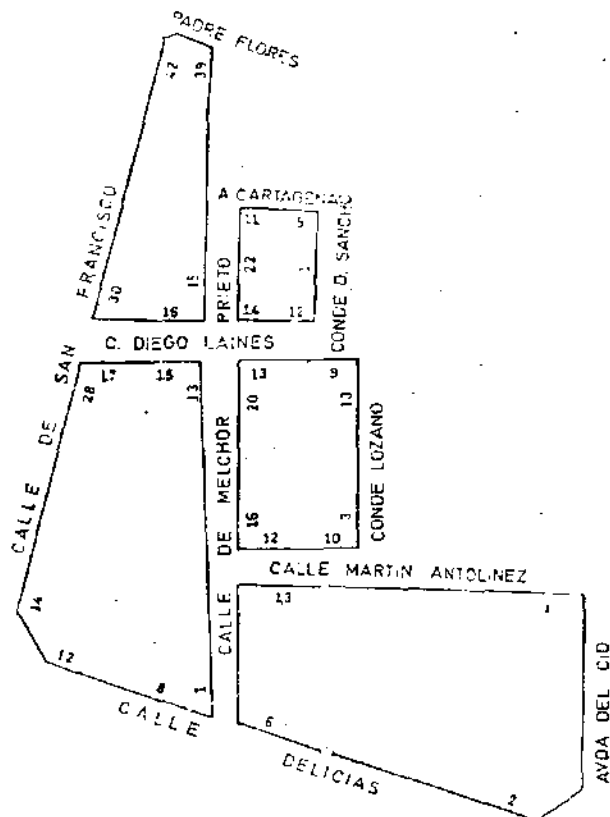 PADRE FLORES
42 39
A CARTAGENAO
11 5
FRANCISCO
CONDE D. SANCHO
22 1
PRIETO
30 15
16
14 12
C. DIEGO LAINES
SAN
17 15 13
28
13 9
20 13
CALLE DE
DE MELCHOR
CONDE LOZANO
16 3
12 10
CALLE MARTIN ANTOLINEZ
14
CALLE
13 1
12
8 1
CALLE
6
DELICIAS
2
AVDA DEL CID